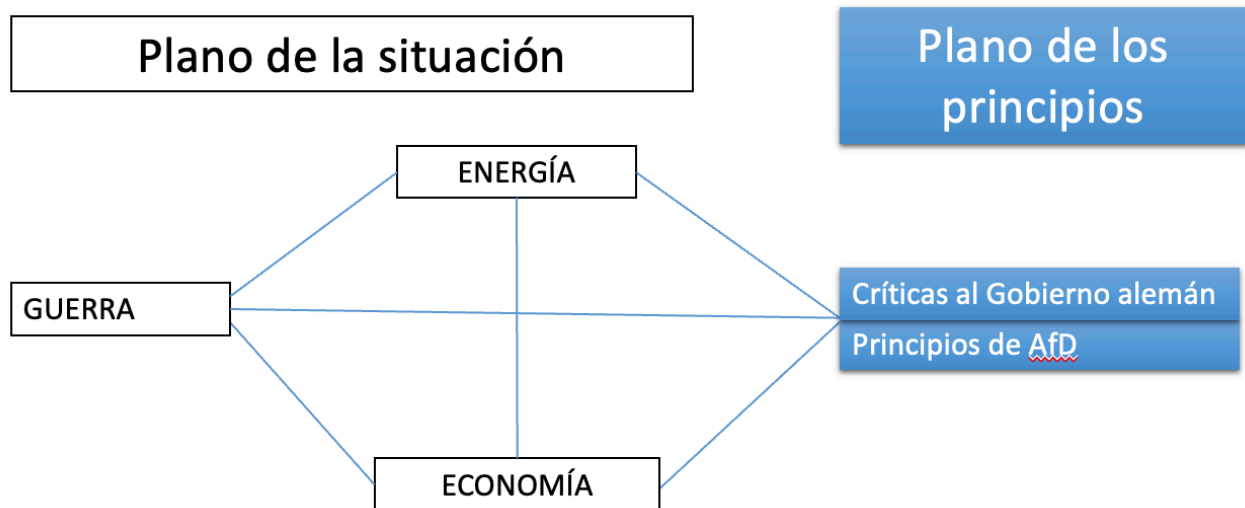 Plano de la situación
Plano de los
principios
ENERGÍA
GUERRA
Críticas al Gobierno alemán
Principios de AfD
ECONOMÍA